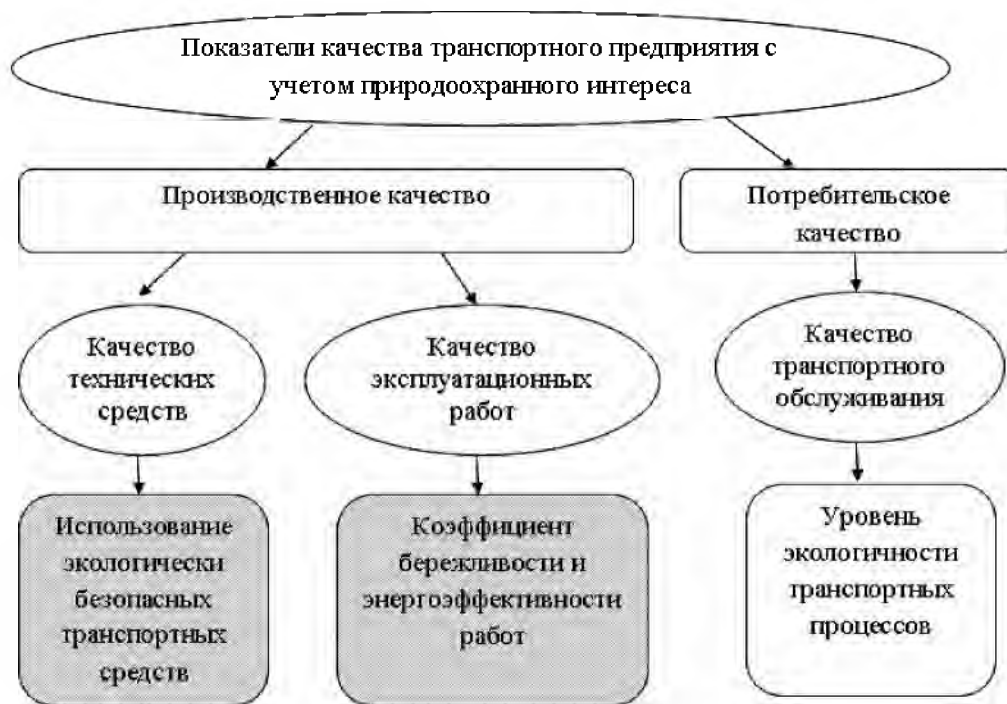 Показатели качества транспортного предприятия с
учетом природоохранного интереса
Производственное качество
Потребительское
качество
Качество
технических
средств
Качество
эксплуатационных
работ
Качество
транспортного
обслуживания
Использование
экологически
безопасных
транспортных
средств
Коэффициент
бережливости и
энергоэффективности
работ
Уровень
экологичности
транспортных
процессов